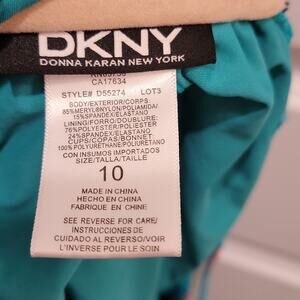 DKNY
DONNA KARAN NEW YORK
CA17634
STYLE# D55274 LOT3
BODY/EXTERIOR/CORPS:
85%MERYL®NYLON/POLIAMIDA/
15%SPANDEX/ELASTANO
LINING/FORRO/DOUBLURE:
76%POLYESTER/POLIESTER
24%SPANDEX/ELASTANO
CUPS/COPAS/BONNET
100%POLYURETHANE/POLIURETANO
CON INSUMOS IMPORTADOS
SIZE/TALLA/TAILLE
10
MADE IN CHINA
HECHO EN CHINA
FABRIQUE EN CHINE
SEE REVERSE FOR CARE/
INSTRUCCIONES DE
CUIDADO AL REVERSO/VOIR
L'INVERSE POUR LE SOIN